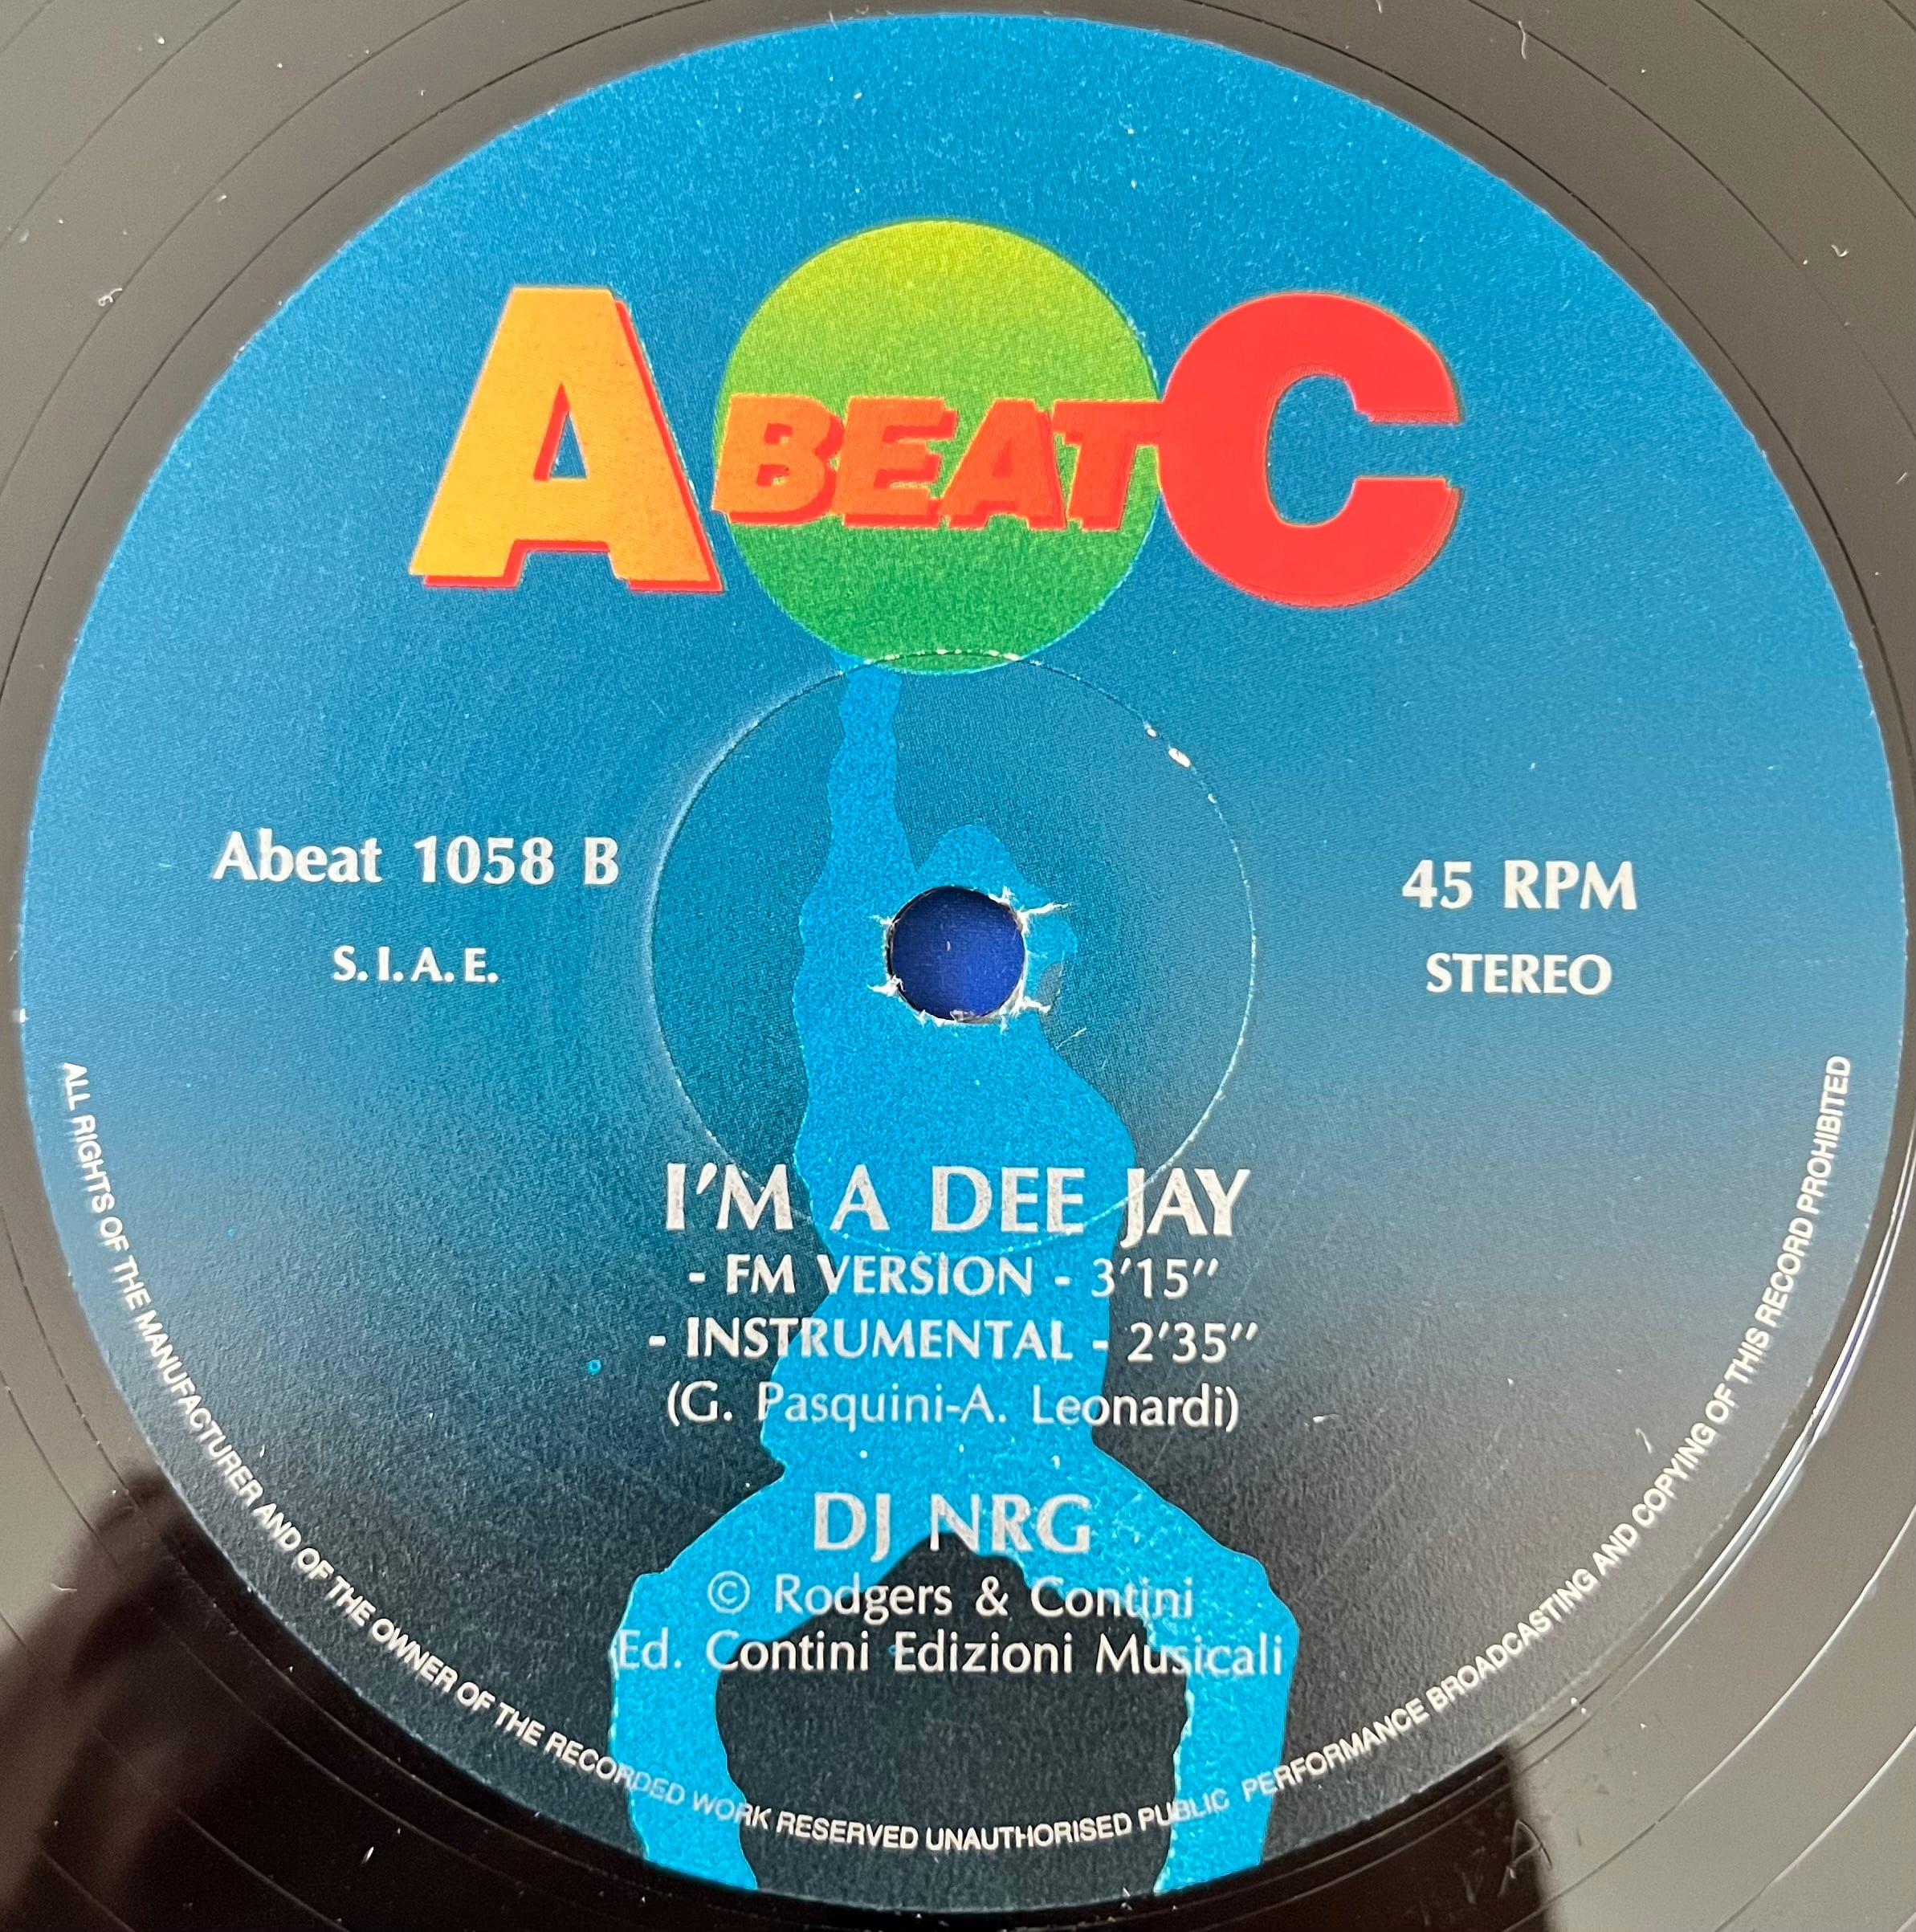 A BEAT C
Abeat 1058 B
S.I.A.E.
45 RPM
STEREO
I'M A DEE JAY
- FM VERSION - 3'15"
- INSTRUMENTAL - 2'35"
(G. Pasquini-A. Leonardi)
DJ NRG
© Rodgers & Contini
Ed. Contini Edizioni Musicali
ALL RIGHTS OF THE MANUFACTURER AND OF THE OWNER OF THE RECORDED WORK RESERVED UNAUTHORISED PUBLIC PERFORMANCE BROADCASTING AND COPYING OF THIS RECORD PROHIBITED